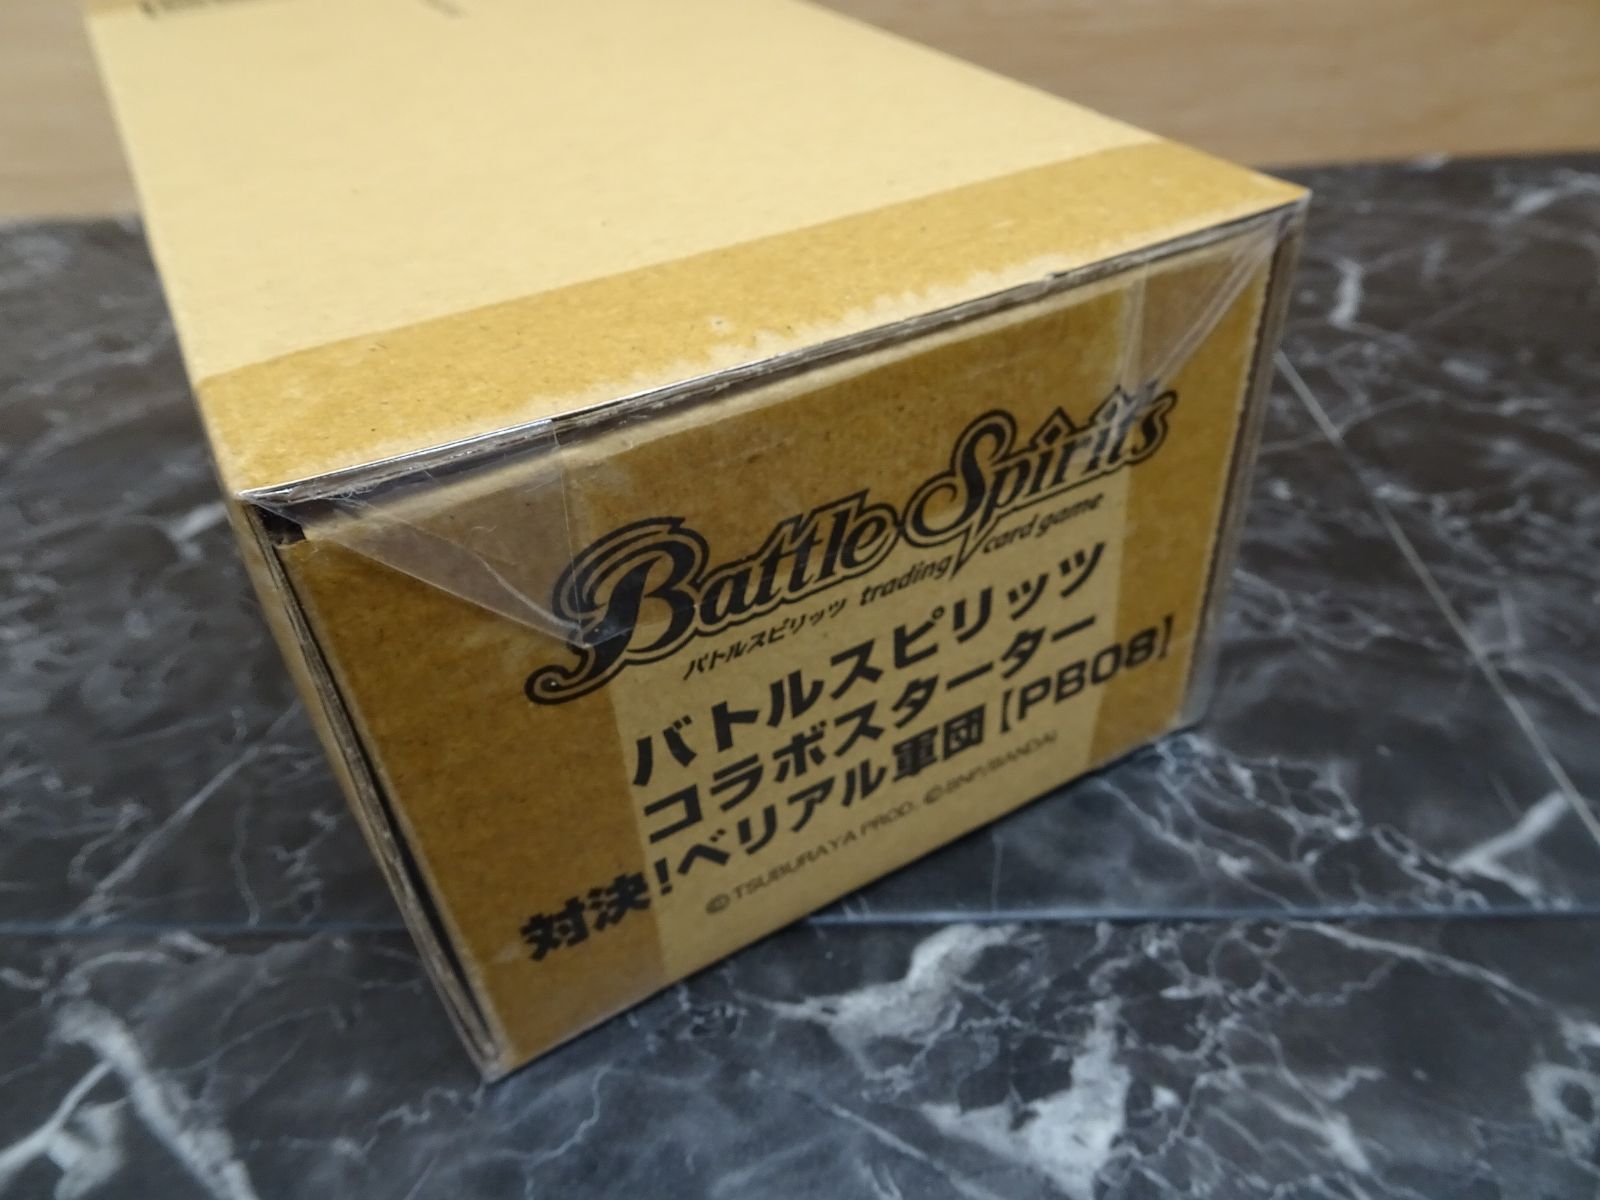 Battle Spirits
バトルスピリッツ trading card game
バトルスピリッツ
コラボスターター
対決!ベリアル軍団【PB08】
©TSUBURAYA PROD. ©BNP/BANDAI